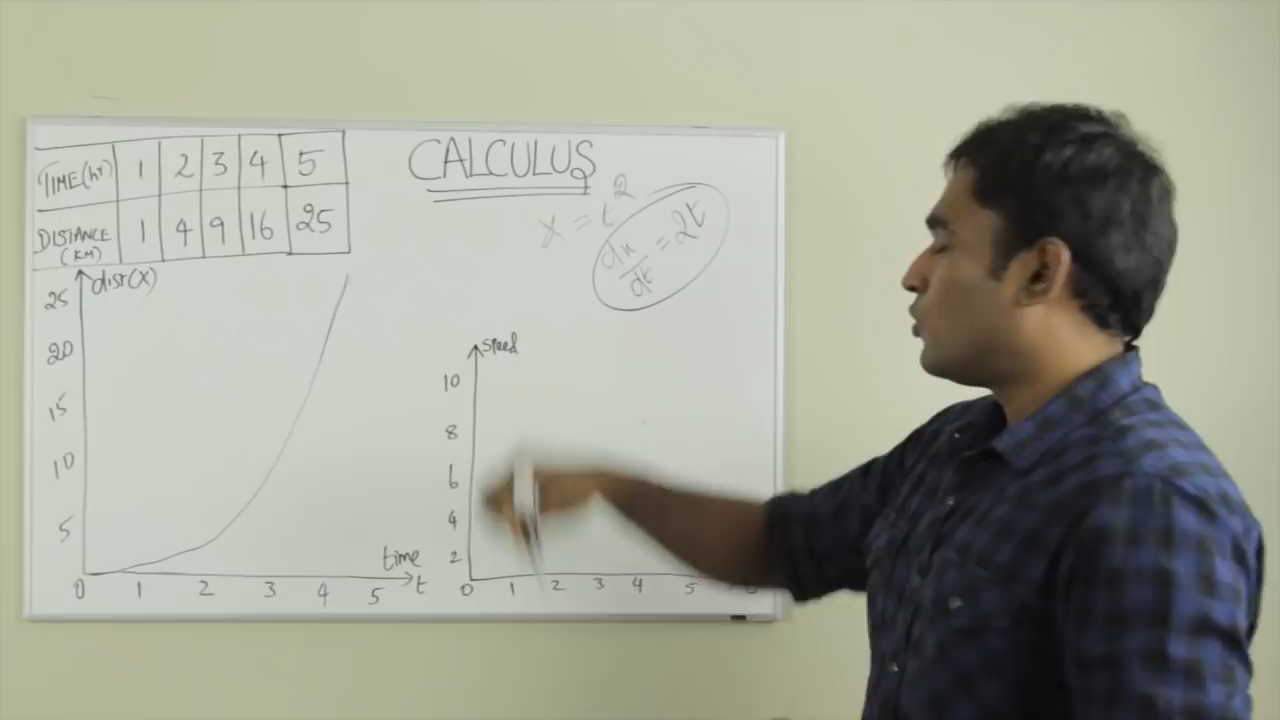 CALCULUS
TIME(hr) 1 2 3 4 5
DISTANCE (KM) 1 4 9 16 25
x = t²
dx/dt = 2t
dist(x)
25
20
15
10
5
0 1 2 3 4 5
time
t
speed
10
8
6
4
2
0 1 2 3 4 5